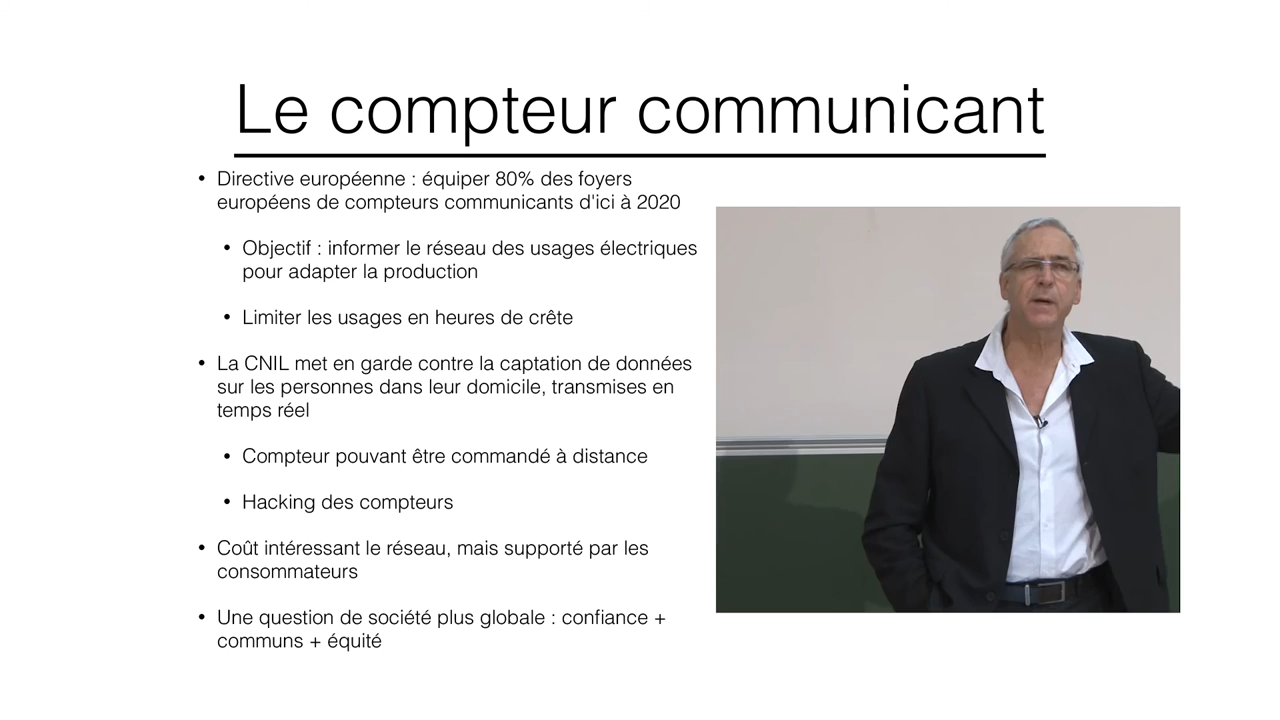 Le compteur communicant
• Directive européenne : équiper 80% des foyers
européens de compteurs communicants d'ici à 2020
• Objectif : informer le réseau des usages électriques
pour adapter la production
• Limiter les usages en heures de crête
• La CNIL met en garde contre la captation de données
sur les personnes dans leur domicile, transmises en
temps réel
• Compteur pouvant être commandé à distance
• Hacking des compteurs
• Coût intéressant le réseau, mais supporté par les
consommateurs
• Une question de société plus globale : confiance +
communs + équité